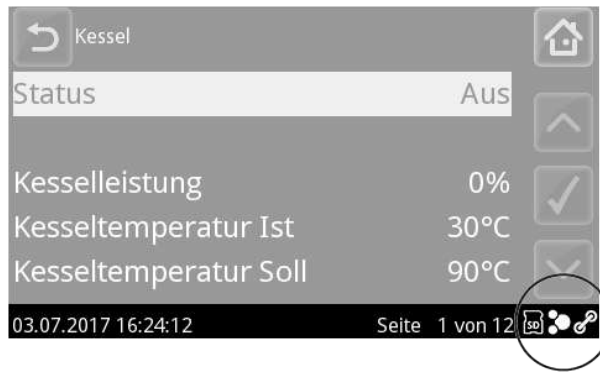 Kessel
Status Aus
Kesselleistung 0%
Kesseltemperatur Ist 30°C
Kesseltemperatur Soll 90°C
03.07.2017 16:24:12 Seite 1 von 12 SD